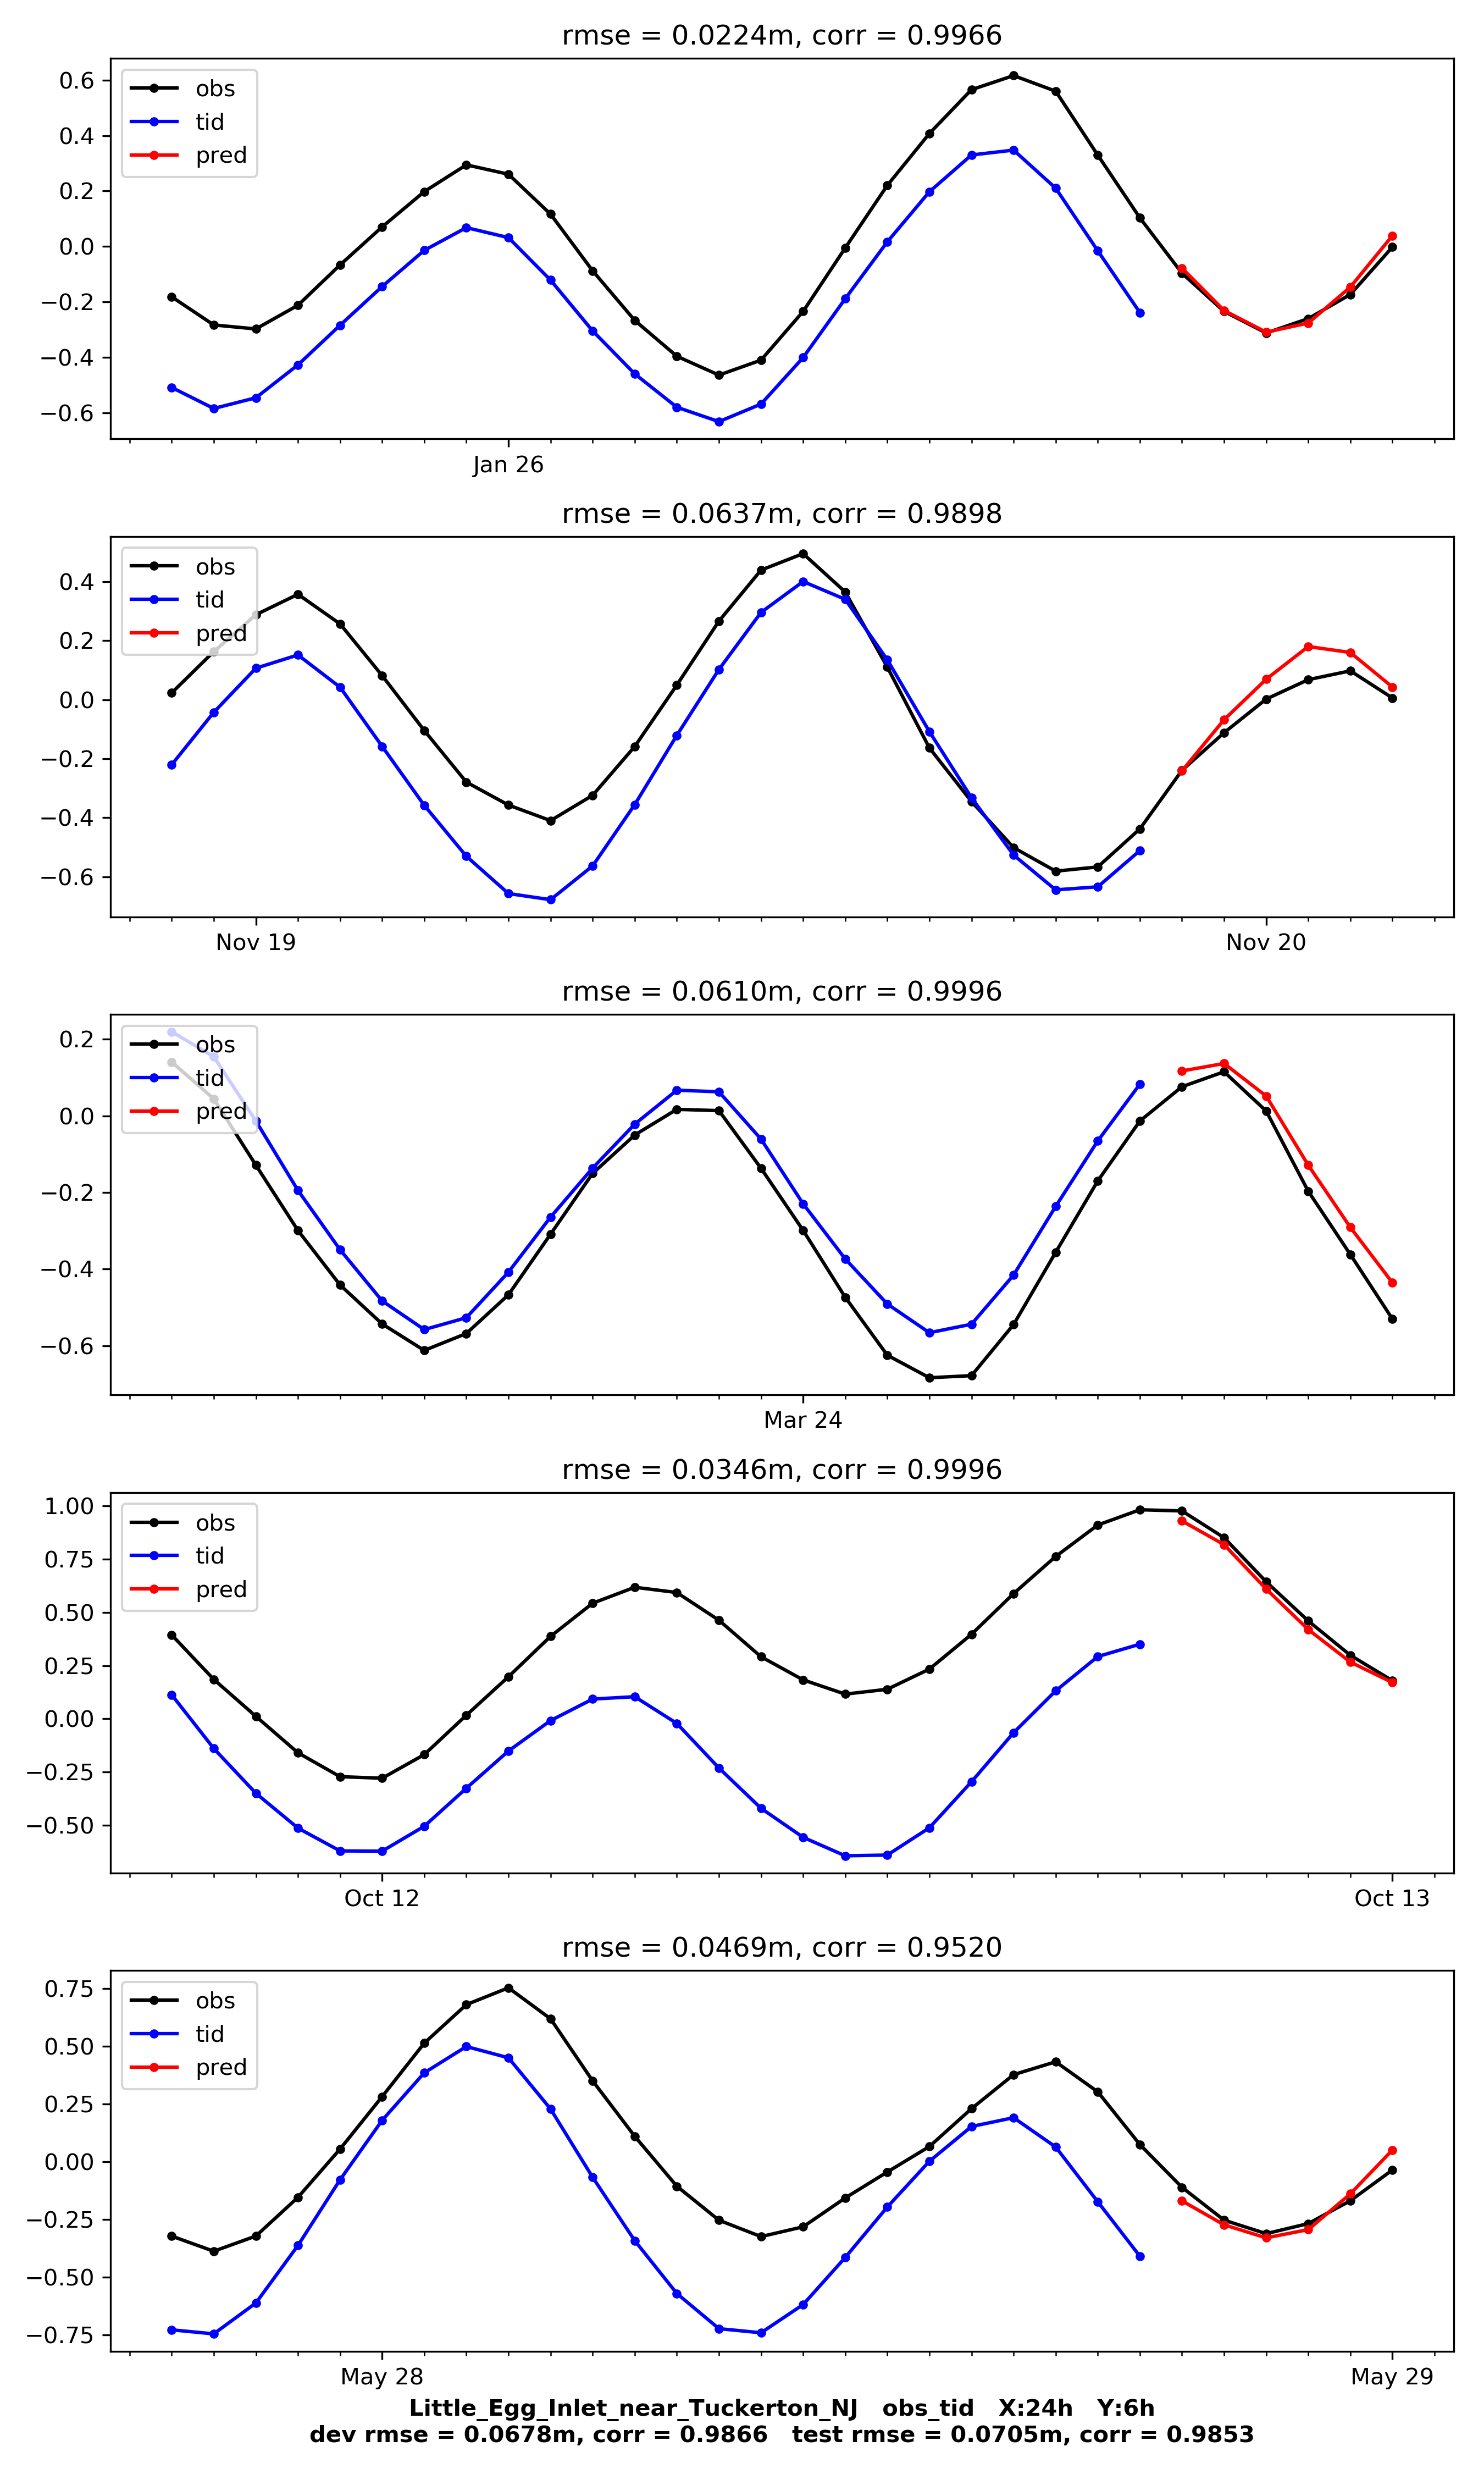 rmse = 0.0224m, corr = 0.9966
0.6
0.4
0.2
0.0
−0.2
−0.4
−0.6
obs
tid
pred
Jan 26
rmse = 0.0637m, corr = 0.9898
0.4
0.2
0.0
−0.2
−0.4
−0.6
obs
tid
pred
Nov 19
Nov 20
rmse = 0.0610m, corr = 0.9996
0.2
0.0
−0.2
−0.4
−0.6
obs
tid
pred
Mar 24
rmse = 0.0346m, corr = 0.9996
1.00
0.75
0.50
0.25
0.00
−0.25
−0.50
obs
tid
pred
Oct 12
Oct 13
rmse = 0.0469m, corr = 0.9520
0.75
0.50
0.25
0.00
−0.25
−0.50
−0.75
obs
tid
pred
May 28
May 29
Little_Egg_Inlet_near_Tuckerton_NJ obs_tid X:24h Y:6h
dev rmse = 0.0678m, corr = 0.9866 test rmse = 0.0705m, corr = 0.9853